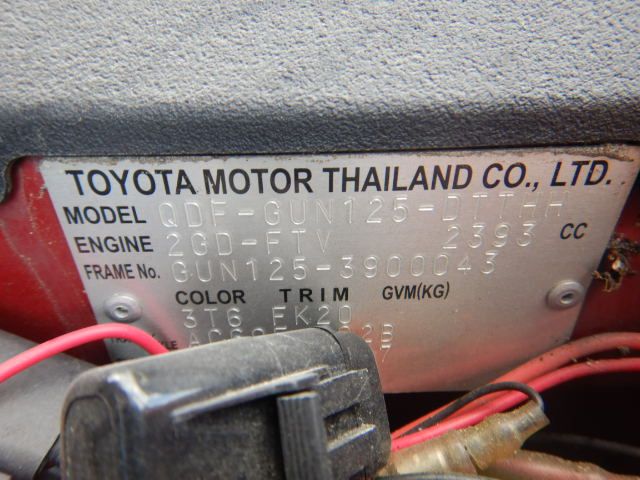 TOYOTA MOTOR THAILAND CO., LTD.
MODEL QDF-GUN125-DTTHH
ENGINE 2GD-FTV 2393 CC
FRAME No. GUN125-3900043
COLOR TRIM GVM(KG)
3T6 FK20